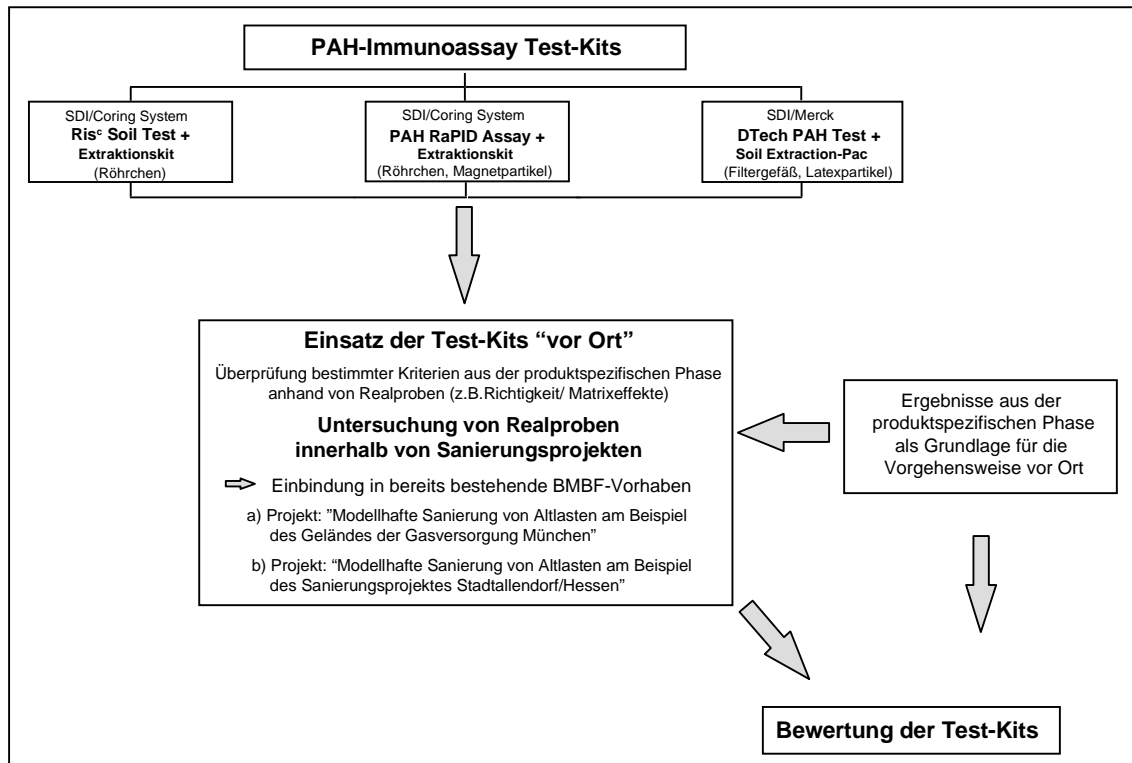 PAH-Immunoassay Test-Kits
SDI/Coring System
Risᶜ Soil Test +
Extraktionskit
(Röhrchen)
SDI/Coring System
PAH RaPID Assay +
Extraktionskit
(Röhrchen, Magnetpartikel)
SDI/Merck
DTech PAH Test +
Soil Extraction-Pac
(Filtergefäß, Latexpartikel)
Einsatz der Test-Kits “vor Ort”
Überprüfung bestimmter Kriterien aus der produktspezifischen Phase
anhand von Realproben (z.B.Richtigkeit/ Matrixeffekte)
Untersuchung von Realproben
innerhalb von Sanierungsprojekten
Einbindung in bereits bestehende BMBF-Vorhaben
a) Projekt: ”Modellhafte Sanierung von Altlasten am Beispiel
des Geländes der Gasversorgung München”
b) Projekt: “Modellhafte Sanierung von Altlasten am Beispiel
des Sanierungsprojektes Stadtallendorf/Hessen”
Ergebnisse aus der
produktspezifischen Phase
als Grundlage für die
Vorgehensweise vor Ort
Bewertung der Test-Kits